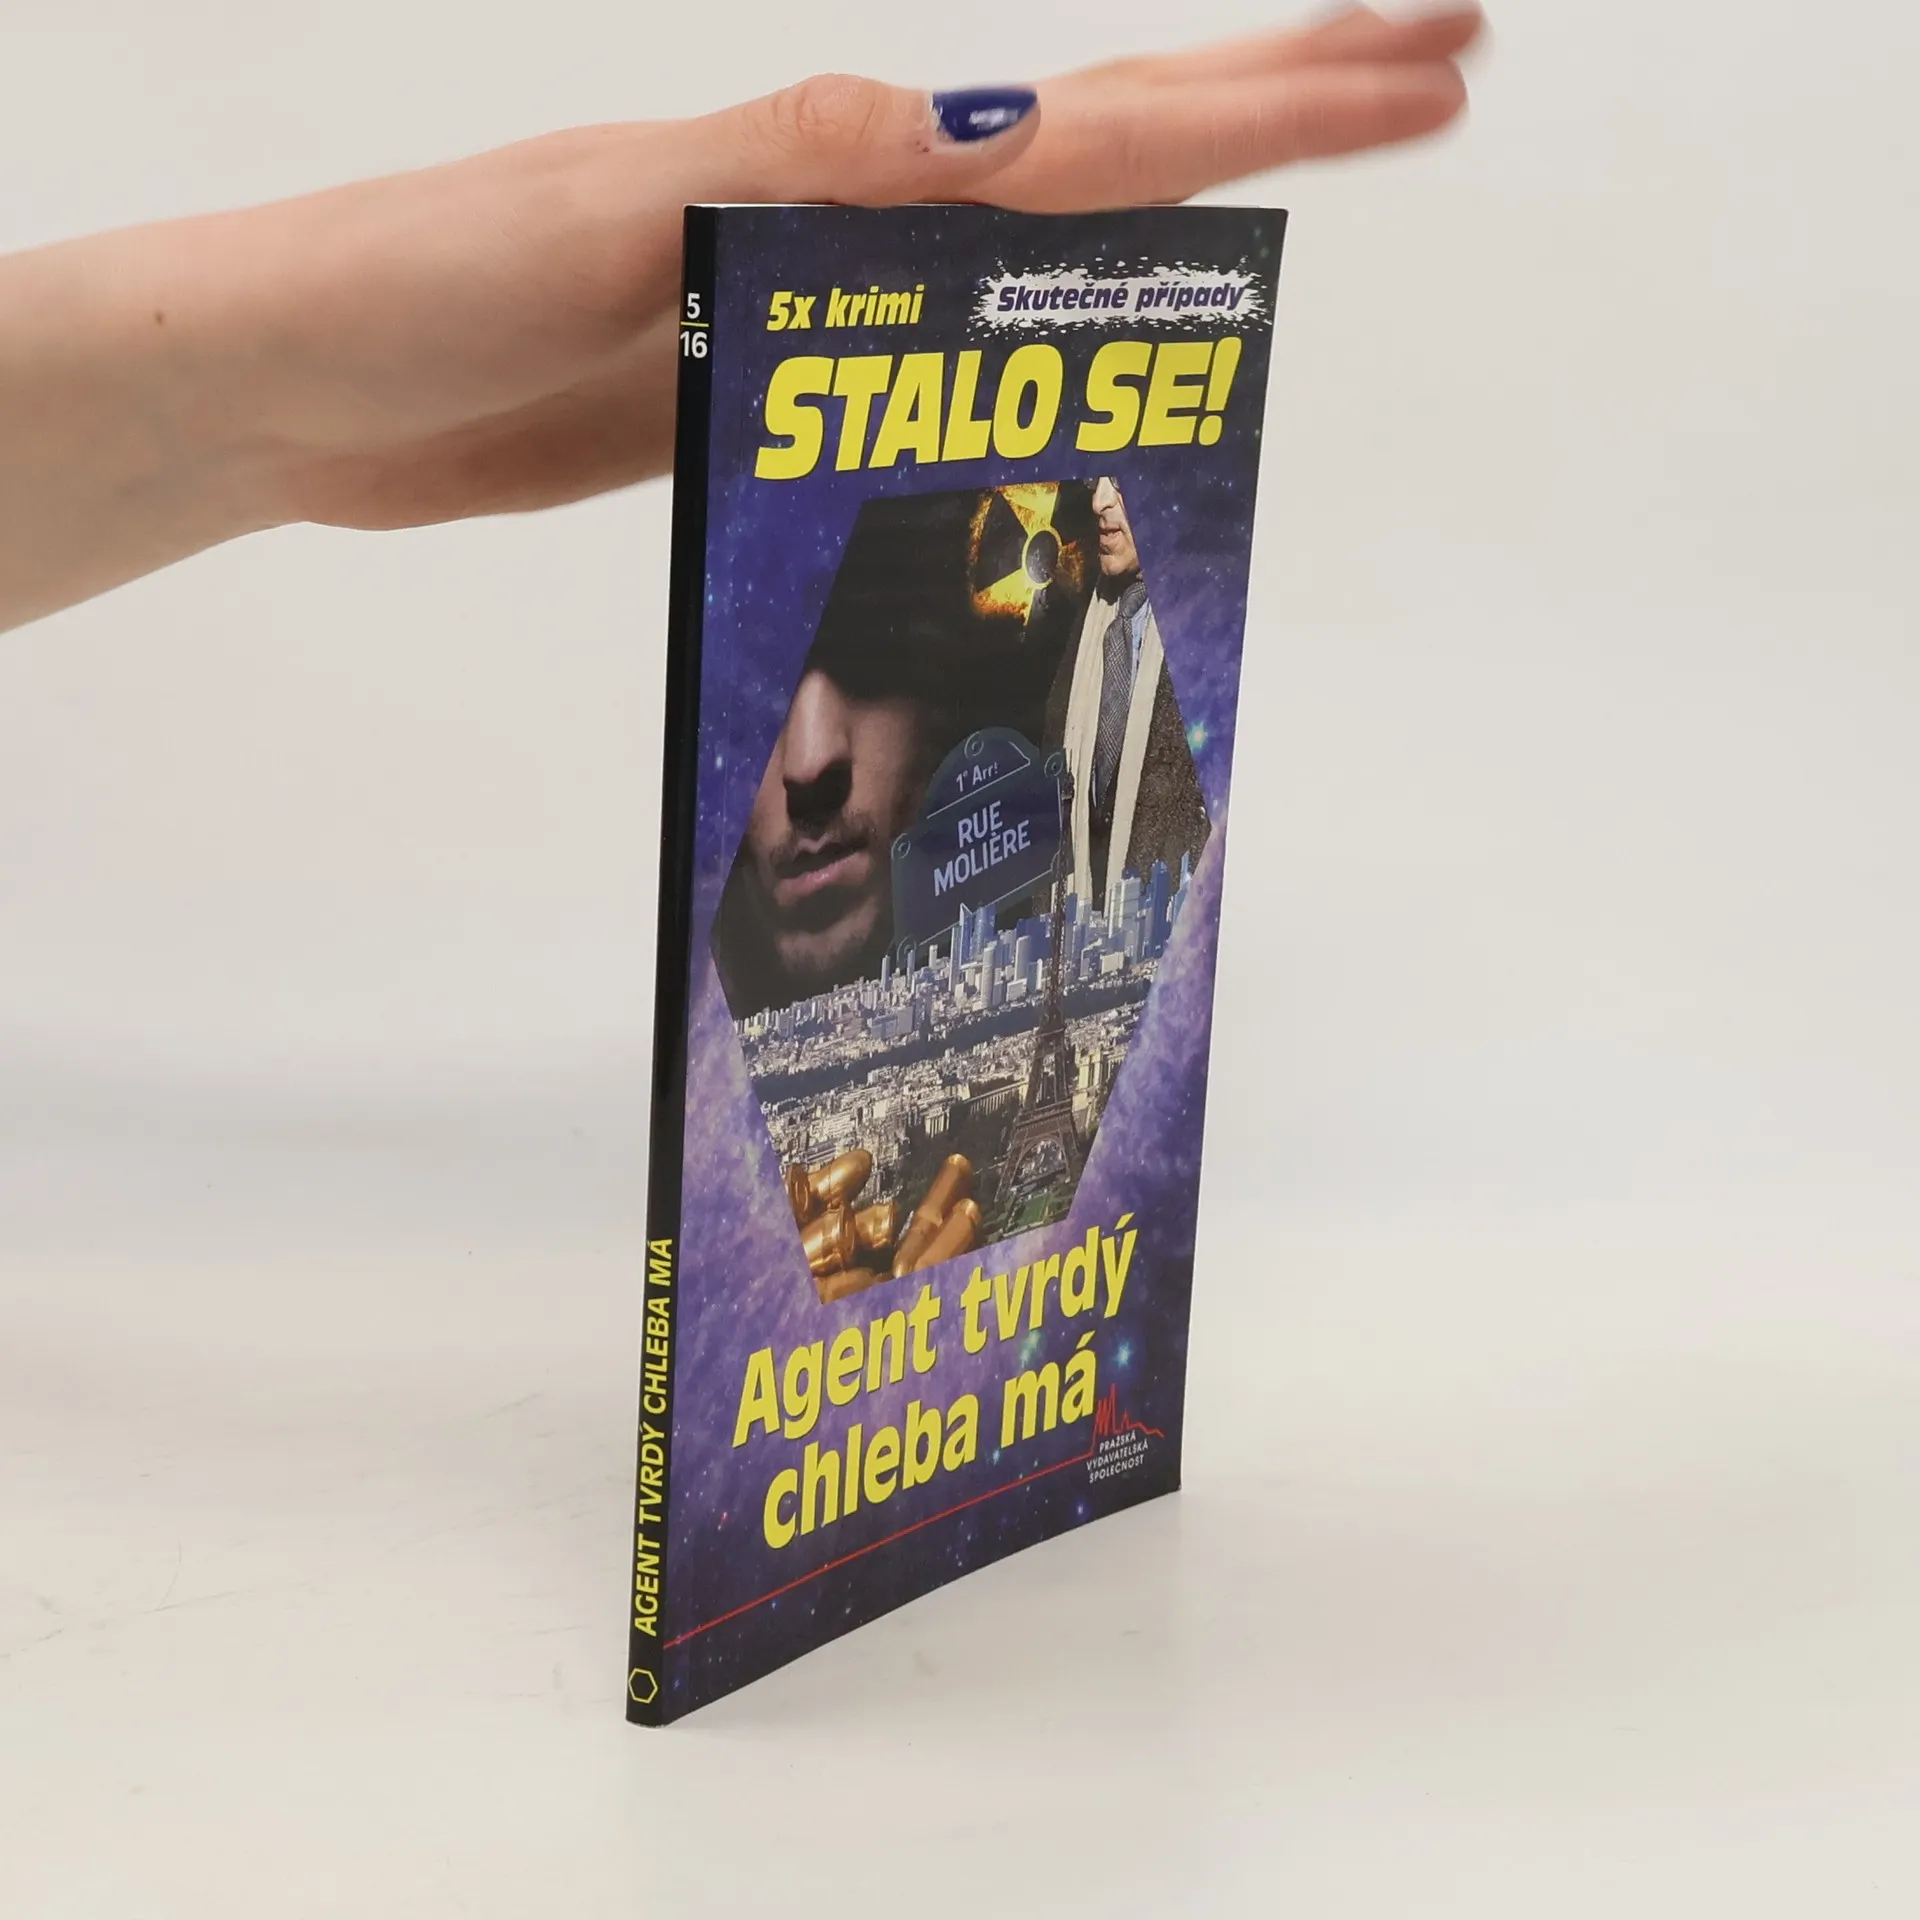 5
16
5x krimi
Skutečné případy
STALO SE!
1e Arrt
RUE
MOLIÈRE
Agent tvrdý
chleba má
PRAŽSKÁ
VYDAVATELSKÁ
SPOLEČNOST
AGENT TVRDÝ CHLEBA MÁ